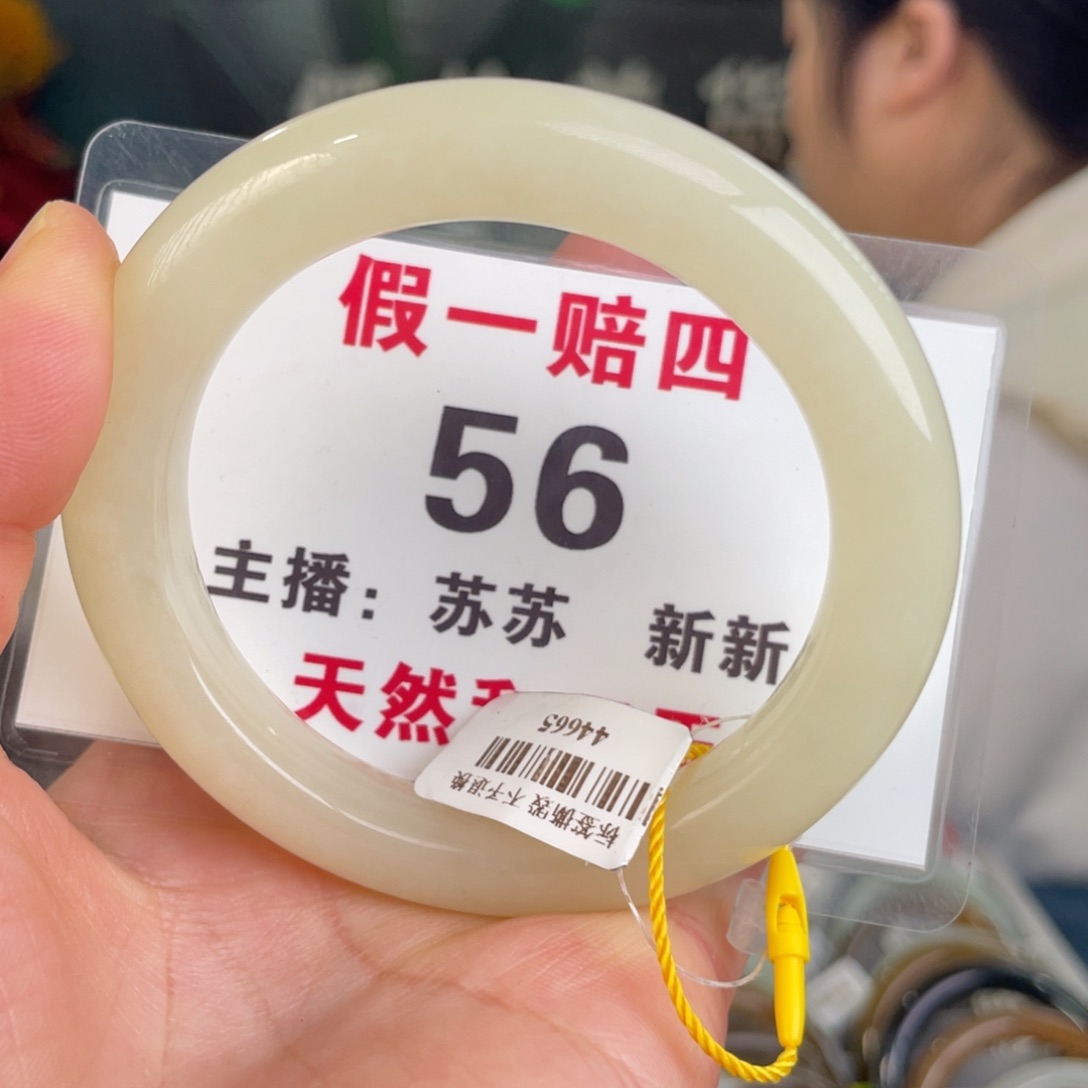 假一赔四
56
主播：苏苏 新新
天然
44665
标签撕毁 不予退换